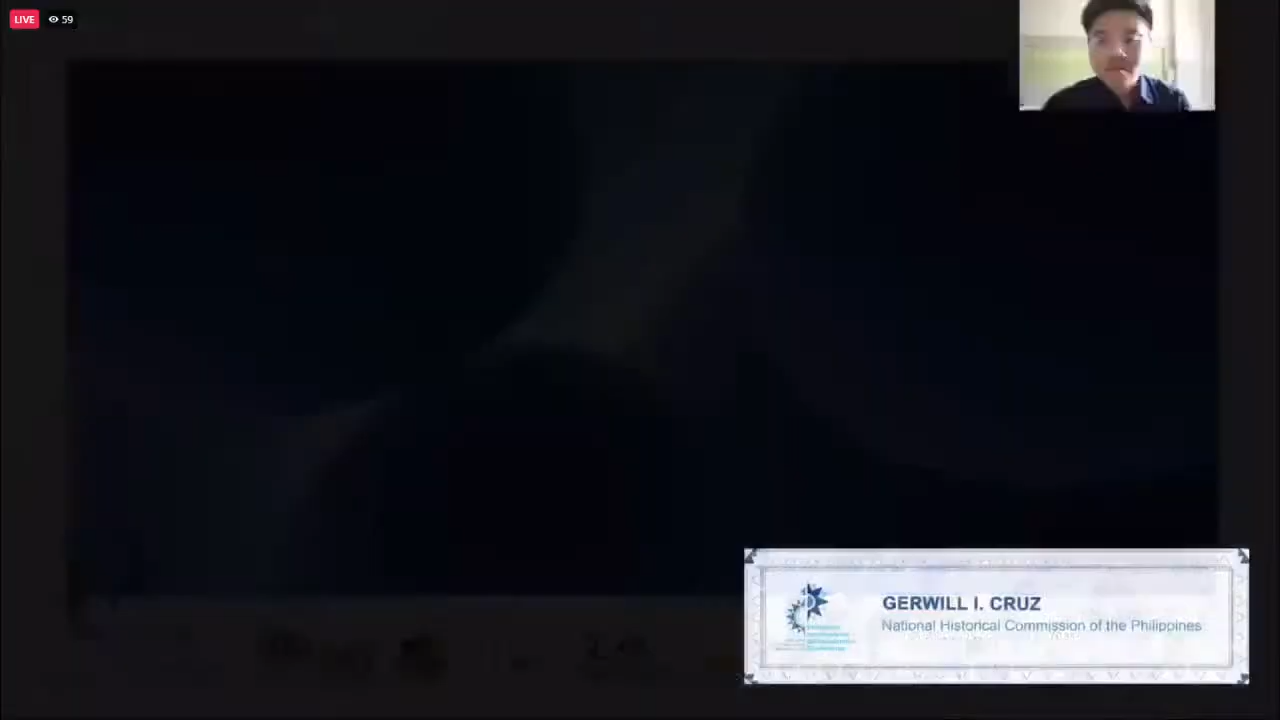 LIVE
59
GERWILL I. CRUZ
National Historical Commission of the Philippines